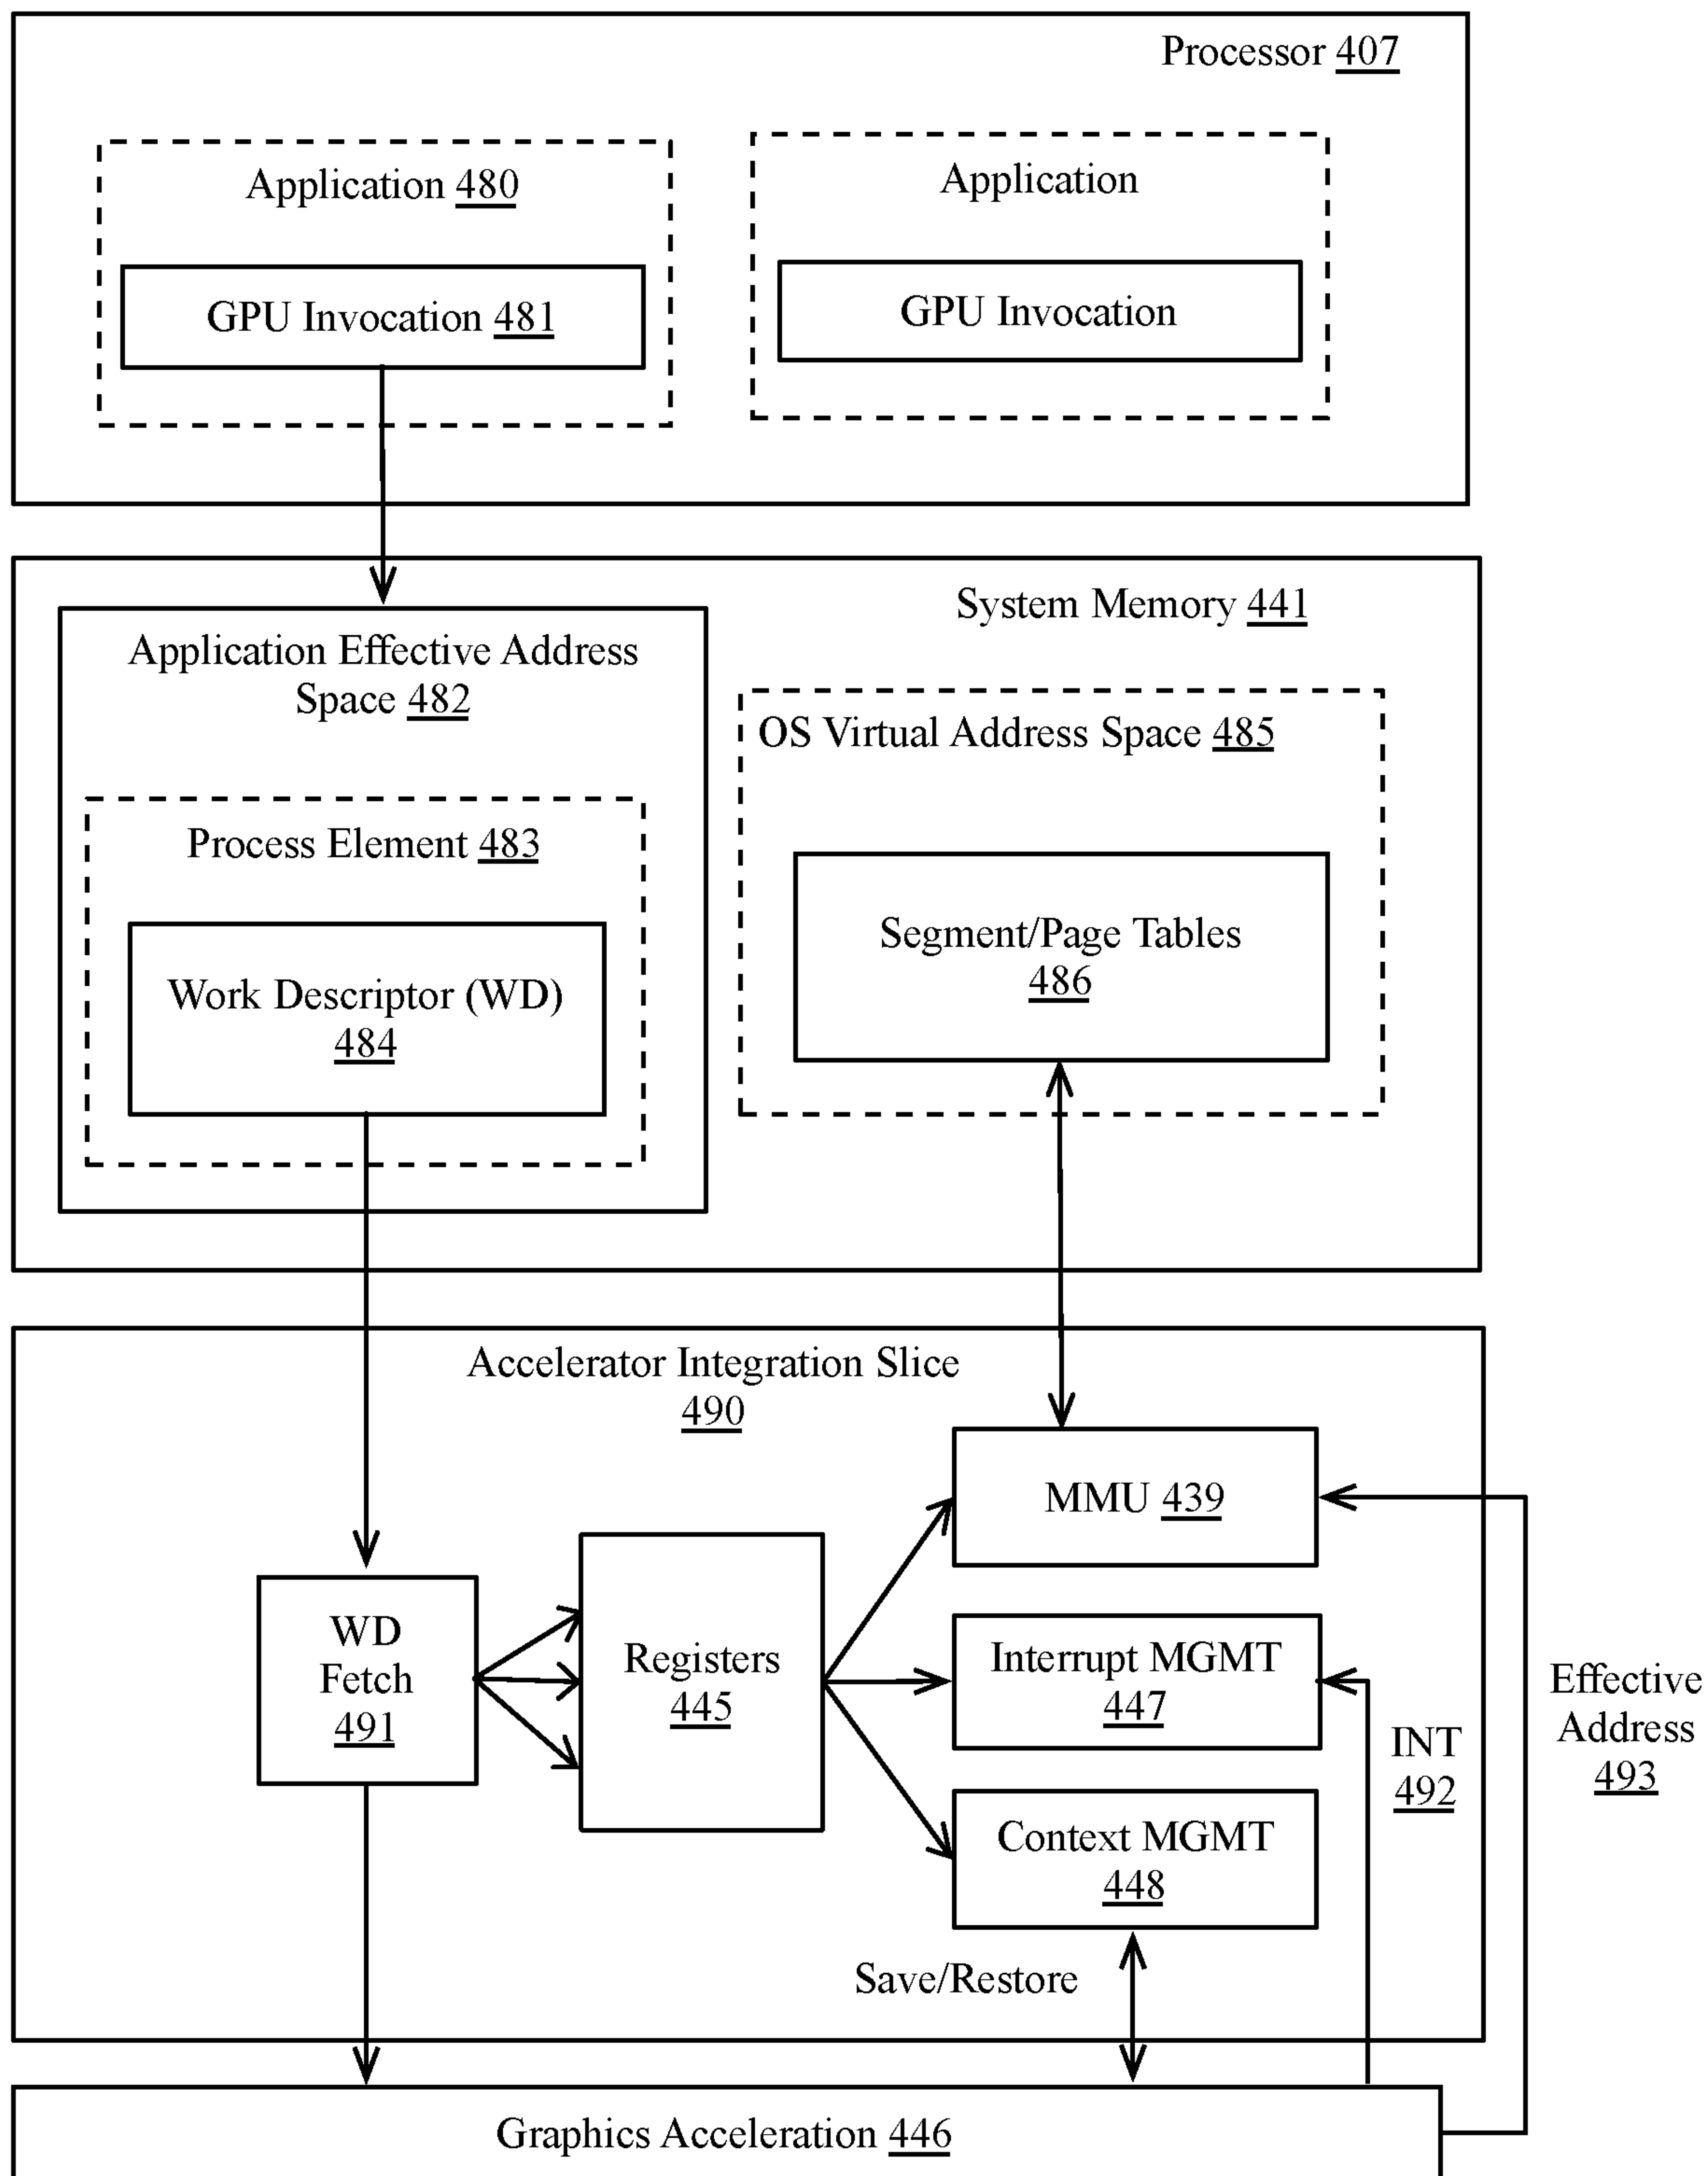 Processor 407
Application 480
Application
GPU Invocation 481
GPU Invocation
System Memory 441
Application Effective Address
Space 482
OS Virtual Address Space 485
Process Element 483
Segment/Page Tables
486
Work Descriptor (WD)
484
Accelerator Integration Slice
490
MMU 439
WD
Fetch
491
Registers
445
Interrupt MGMT
447
Effective
Address
493
INT
492
Context MGMT
448
Save/Restore
Graphics Acceleration 446